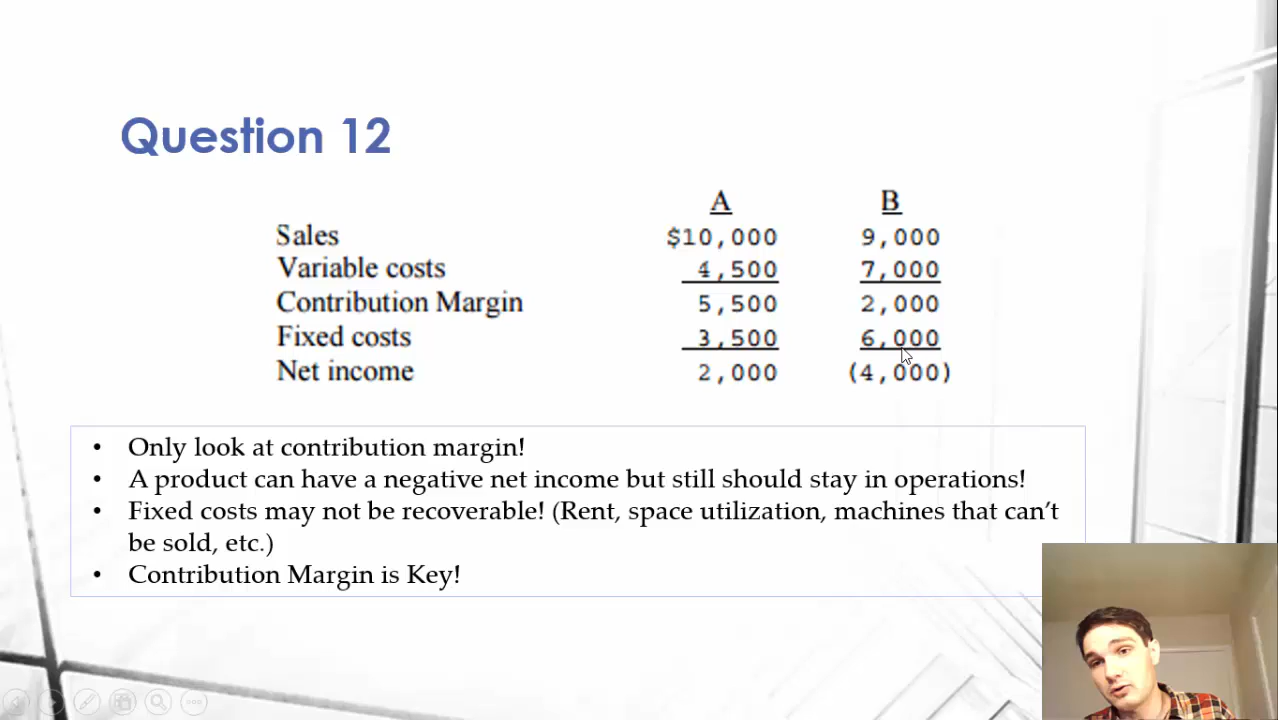 Question 12
A B
Sales $10,000 9,000
Variable costs 4,500 7,000
Contribution Margin 5,500 2,000
Fixed costs 3,500 6,000
Net income 2,000 (4,000)
• Only look at contribution margin!
• A product can have a negative net income but still should stay in operations!
• Fixed costs may not be recoverable! (Rent, space utilization, machines that can’t
be sold, etc.)
• Contribution Margin is Key!